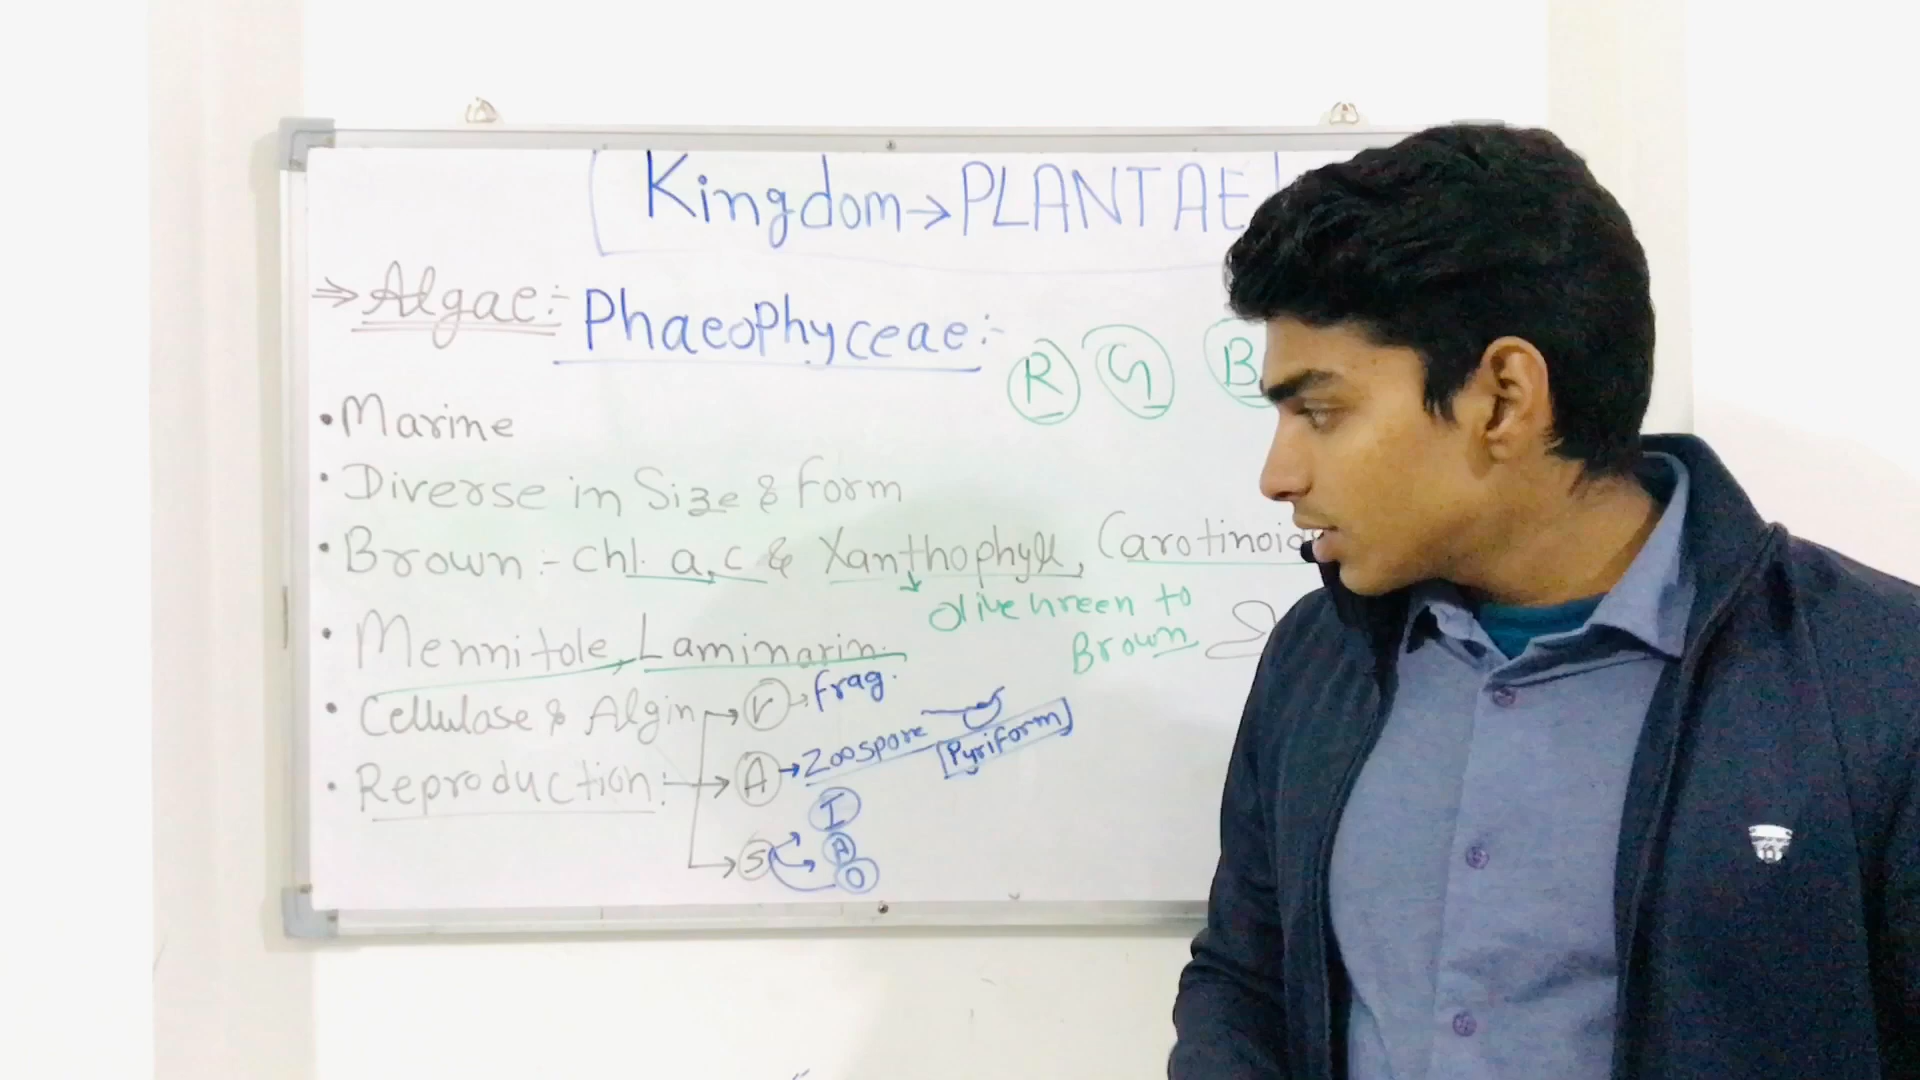 Kingdom → PLANTAE
⇒ Algae:- Phaeophyceae:-
R G B
• Marine
• Diverse in Size & Form
• Brown:- chl. a, c & Xanthophyll, Carotinoid
olive Green to
Brown
• Mennitole, Laminarin.
• Cellulase & Algin
V → frag.
• Reproduction:-
A → Zoospore
[Pyriform]
S
I
A
O